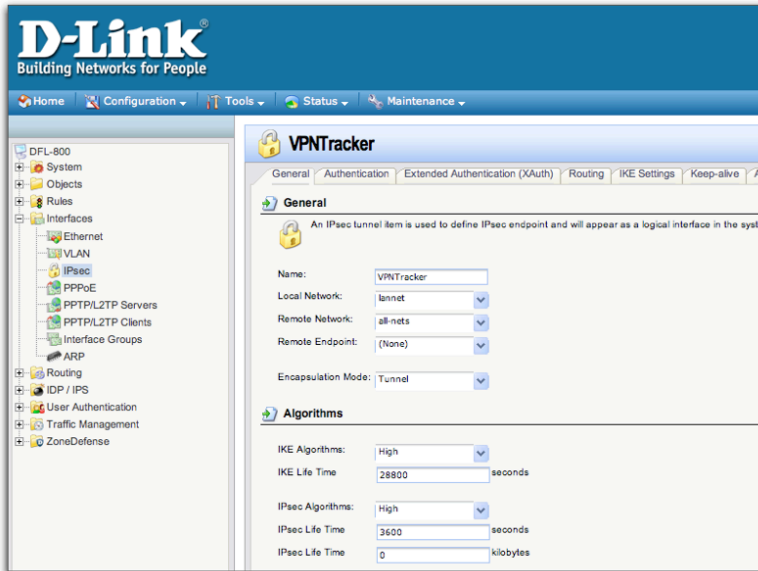 D-Link®
Building Networks for People
Home Configuration Tools Status Maintenance
DFL-800
System
Objects
Rules
Interfaces
Ethernet
VLAN
IPsec
PPPoE
PPTP/L2TP Servers
PPTP/L2TP Clients
Interface Groups
ARP
Routing
IDP / IPS
User Authentication
Traffic Management
ZoneDefense
VPNTracker
General Authentication Extended Authentication (XAuth) Routing IKE Settings Keep-alive A
General
An IPsec tunnel item is used to define IPsec endpoint and will appear as a logical interface in the syst
Name: VPNTracker
Local Network: lannet
Remote Network: all-nets
Remote Endpoint: (None)
Encapsulation Mode: Tunnel
Algorithms
IKE Algorithms: High
IKE Life Time 28800 seconds
IPsec Algorithms: High
IPsec Life Time 3600 seconds
IPsec Life Time 0 kilobytes